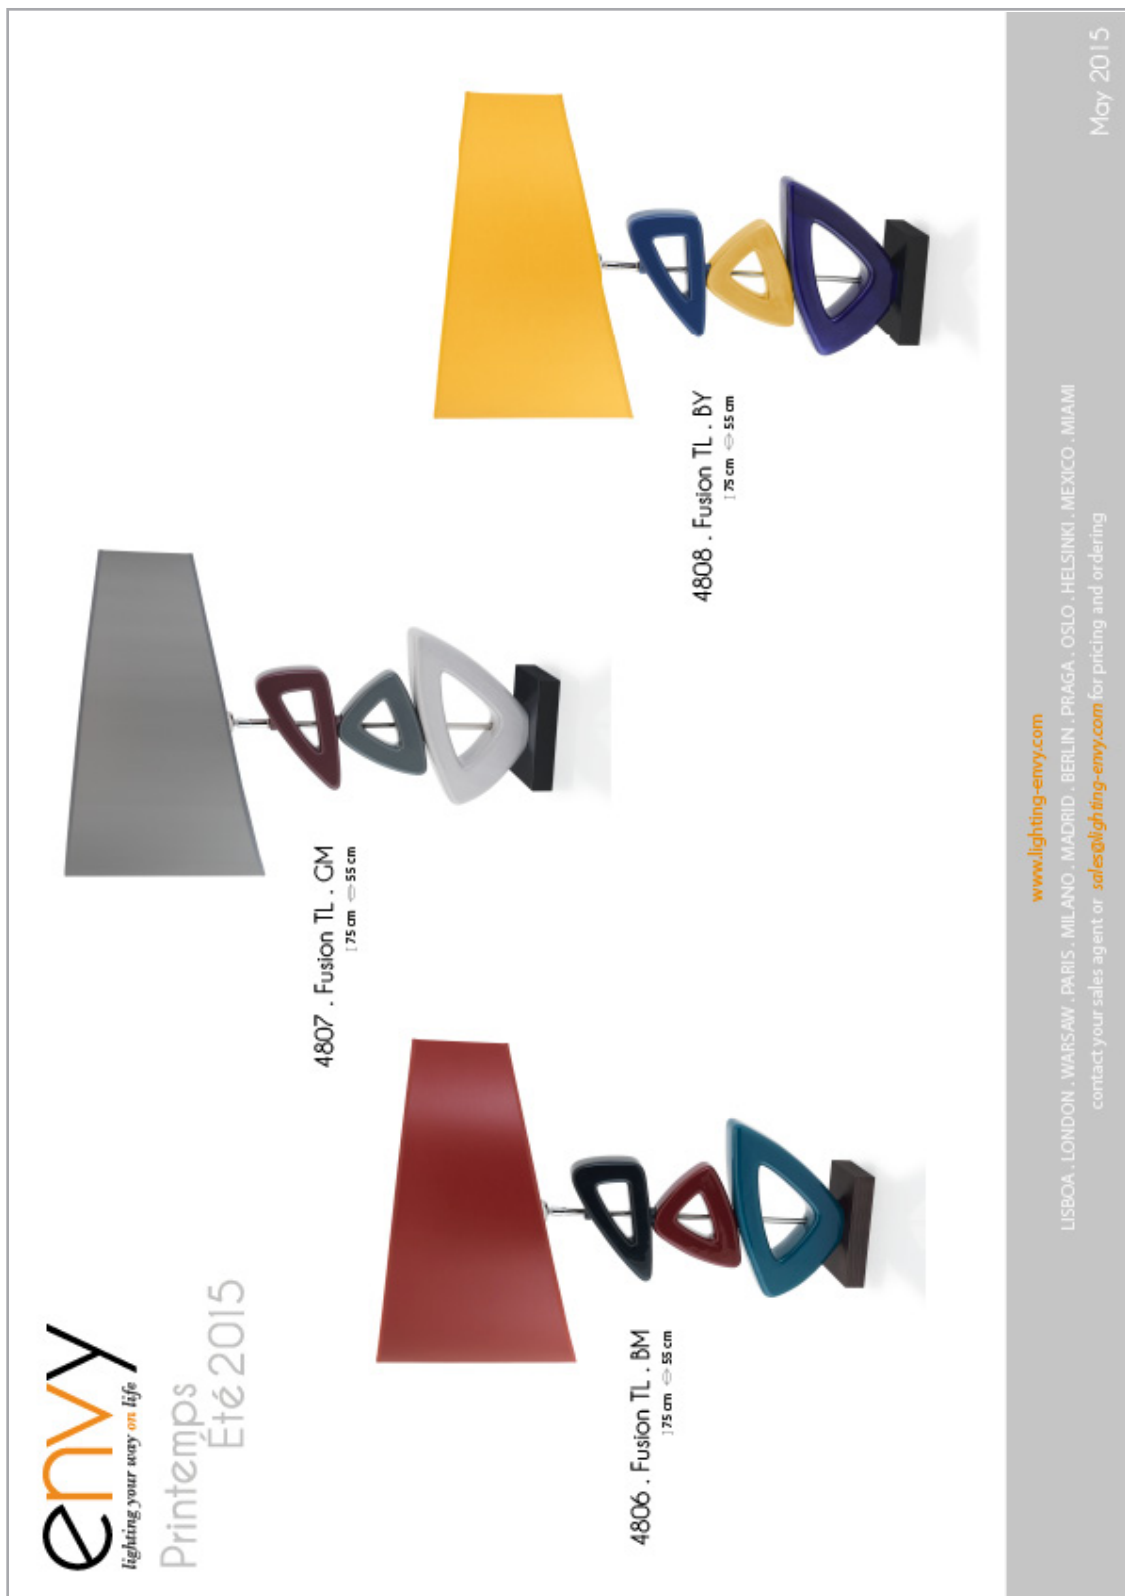 envy
lighting your way on life
Printémps
Été 2015
4806 . Fusion TL . BM
75 cm 55 cm
4807 . Fusion TL . GM
75 cm 55 cm
4808 . Fusion TL . BY
75 cm 55 cm
www.lighting-envy.com
LISBOA . LONDON . WARSAW . PARIS . MILANO . MADRID . BERLIN . PRAGA . OSLO . HELSINKI . MEXICO . MIAMI
contact your sales agent or sales@lighting-envy.com for pricing and ordering
May 2015